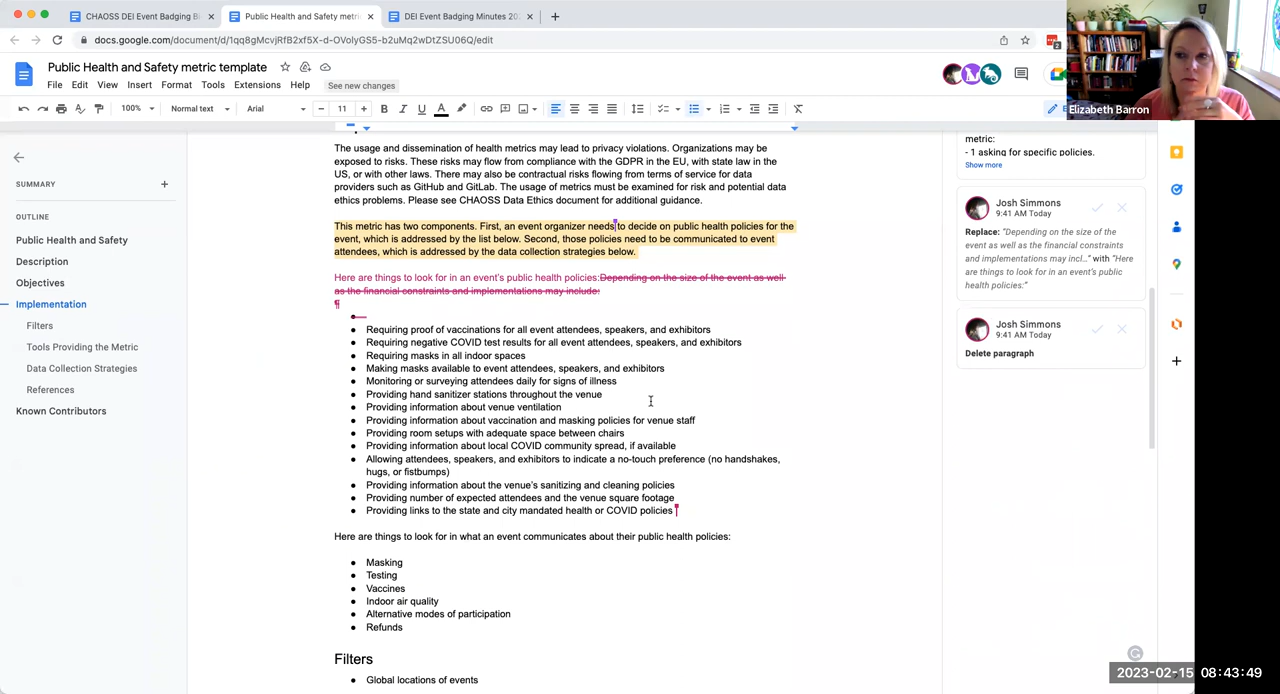 CHAOSS DEI Event Badging Bi
Public Health and Safety metri
DEI Event Badging Minutes 202
docs.google.com/document/d/1qq8gMcvjRfB2xf5X-d-OVolyGS5-b2uMq2wDtZSU06Q/edit
2
Public Health and Safety metric template
File Edit View Insert Format Tools Extensions Help See new changes
100% Normal text Arial 11
Elizabeth Barron
SUMMARY
OUTLINE
Public Health and Safety
Description
Objectives
Implementation
Filters
Tools Providing the Metric
Data Collection Strategies
References
Known Contributors
The usage and dissemination of health metrics may lead to privacy violations. Organizations may be
exposed to risks. These risks may flow from compliance with the GDPR in the EU, with state law in the
US, or with other laws. There may also be contractual risks flowing from terms of service for data
providers such as GitHub and GitLab. The usage of metrics must be examined for risk and potential data
ethics problems. Please see CHAOSS Data Ethics document for additional guidance.
This metric has two components. First, an event organizer needs to decide on public health policies for the
event, which is addressed by the list below. Second, those policies need to be communicated to event
attendees, which is addressed by the data collection strategies below.
Here are things to look for in an event's public health policies:Depending on the size of the event as well
as the financial constraints and implementations may include:
¶
● Requiring proof of vaccinations for all event attendees, speakers, and exhibitors
● Requiring negative COVID test results for all event attendees, speakers, and exhibitors
● Requiring masks in all indoor spaces
● Making masks available to event attendees, speakers, and exhibitors
● Monitoring or surveying attendees daily for signs of illness
● Providing hand sanitizer stations throughout the venue
● Providing information about venue ventilation
● Providing information about vaccination and masking policies for venue staff
● Providing room setups with adequate space between chairs
● Providing information about local COVID community spread, if available
● Allowing attendees, speakers, and exhibitors to indicate a no-touch preference (no handshakes,
hugs, or fistbumps)
● Providing information about the venue's sanitizing and cleaning policies
● Providing number of expected attendees and the venue square footage
● Providing links to the state and city mandated health or COVID policies
Here are things to look for in what an event communicates about their public health policies:
● Masking
● Testing
● Vaccines
● Indoor air quality
● Alternative modes of participation
● Refunds
Filters
● Global locations of events
metric:
- 1 asking for specific policies.
Show more
Josh Simmons
9:41 AM Today
Replace: "Depending on the size of the
event as well as the financial constraints
and implementations may incl..." with "Here
are things to look for in an event's public
health policies:"
Josh Simmons
9:41 AM Today
Delete paragraph
2023-02-15 08:43:49